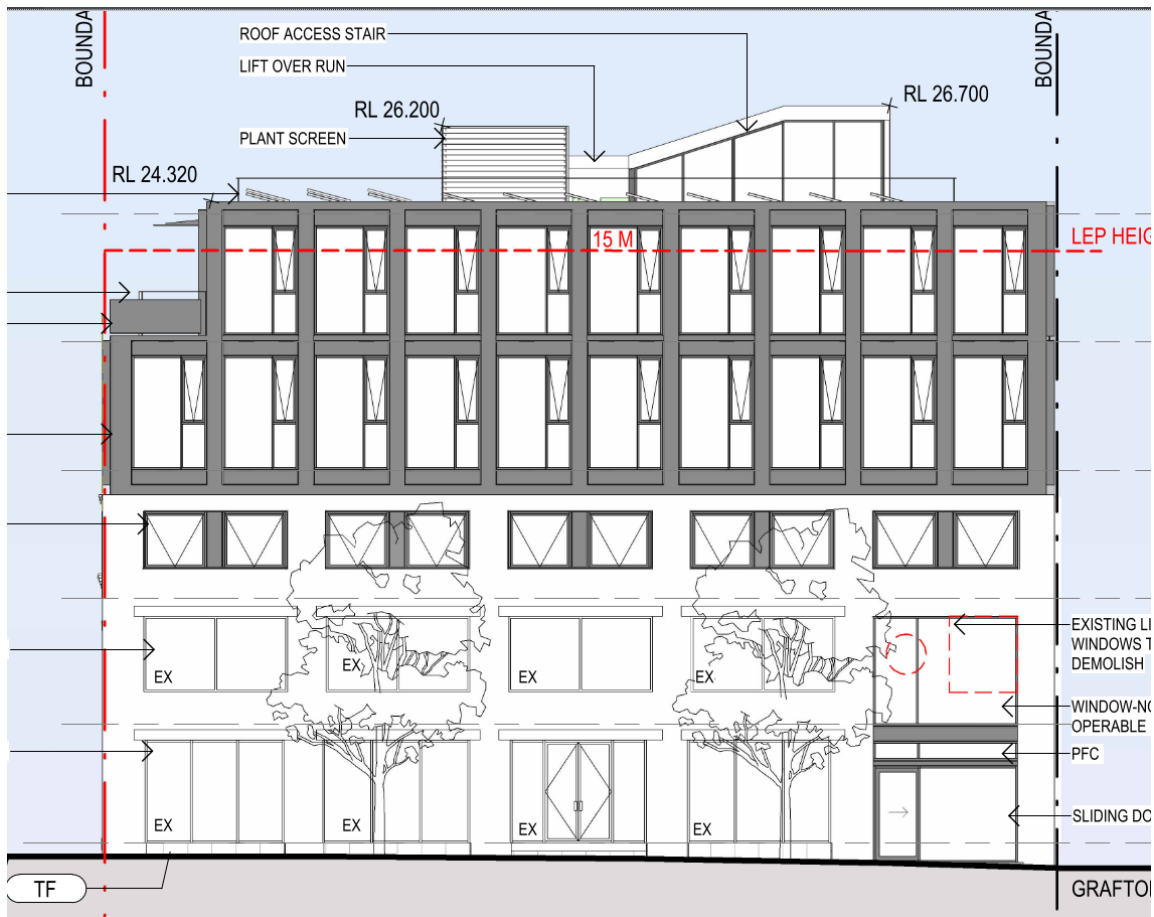 BOUNDA
ROOF ACCESS STAIR
LIFT OVER RUN
RL 26.200
PLANT SCREEN
RL 26.700
BOUNDA
RL 24.320
15 M
LEP HEIG
EX
EX
EX
EX
EXISTING LI
WINDOWS T
DEMOLISH
WINDOW-NO
OPERABLE
PFC
EX
EX
EX
EX
SLIDING DO
TF
GRAFTO